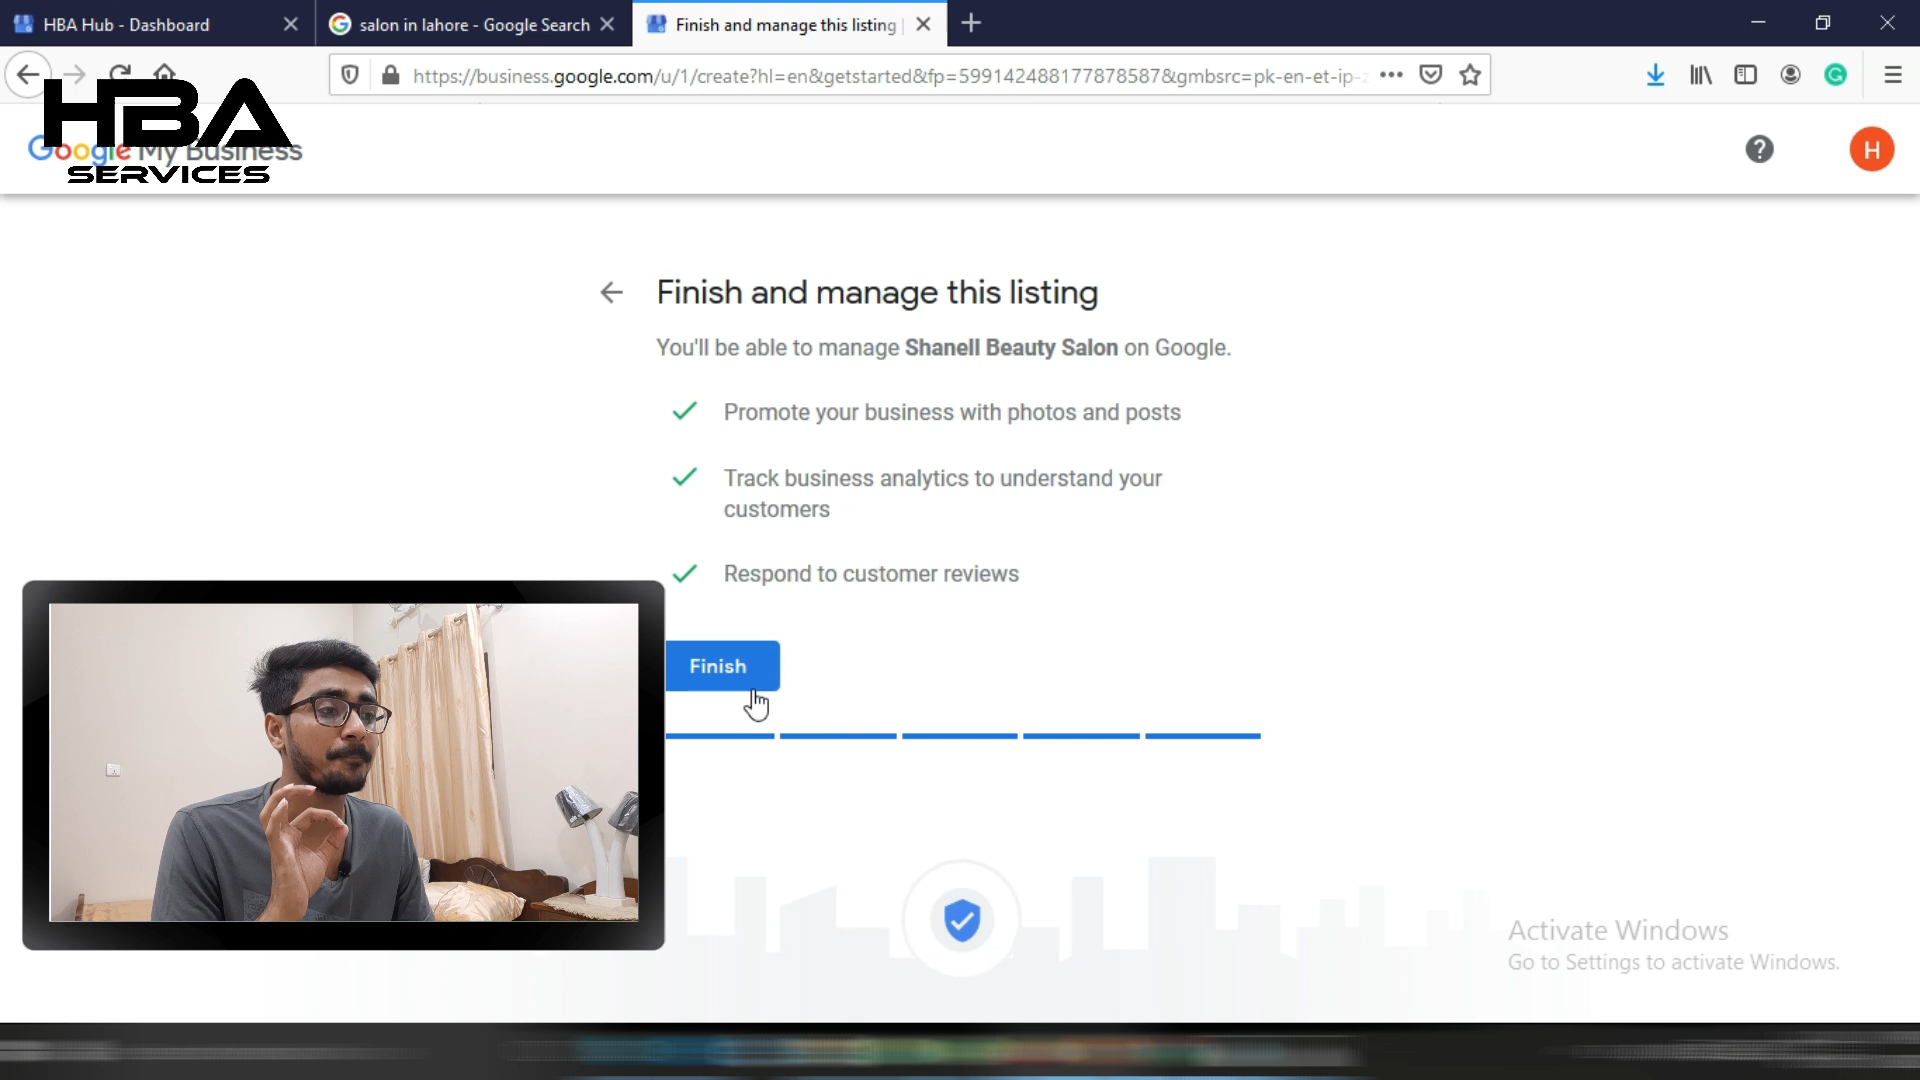 HBA Hub - Dashboard
salon in lahore - Google Search
Finish and manage this listing
https://business.google.com/u/1/create?hl=en&getstarted&fp=599142488177878587&gmbsrc=pk-en-et-ip-z
HBA
Google My Business
SERVICES
H
Finish and manage this listing
You'll be able to manage Shanell Beauty Salon on Google.
Promote your business with photos and posts
Track business analytics to understand your
customers
Respond to customer reviews
Finish
Activate Windows
Go to Settings to activate Windows.